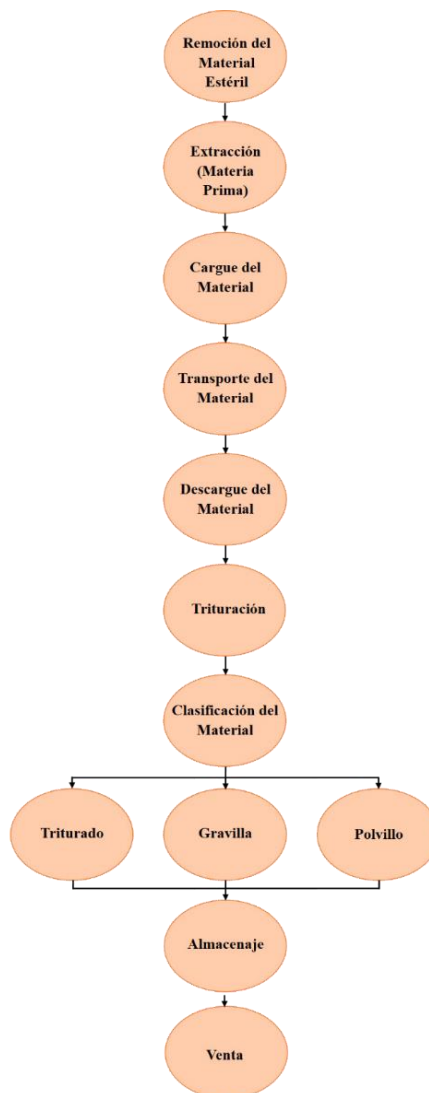 Remoción del
Material
Estéril
Extracción
(Materia
Prima)
Cargue del
Material
Transporte del
Material
Descargue del
Material
Trituración
Clasificación del
Material
Triturado
Gravilla
Polvillo
Almacenaje
Venta